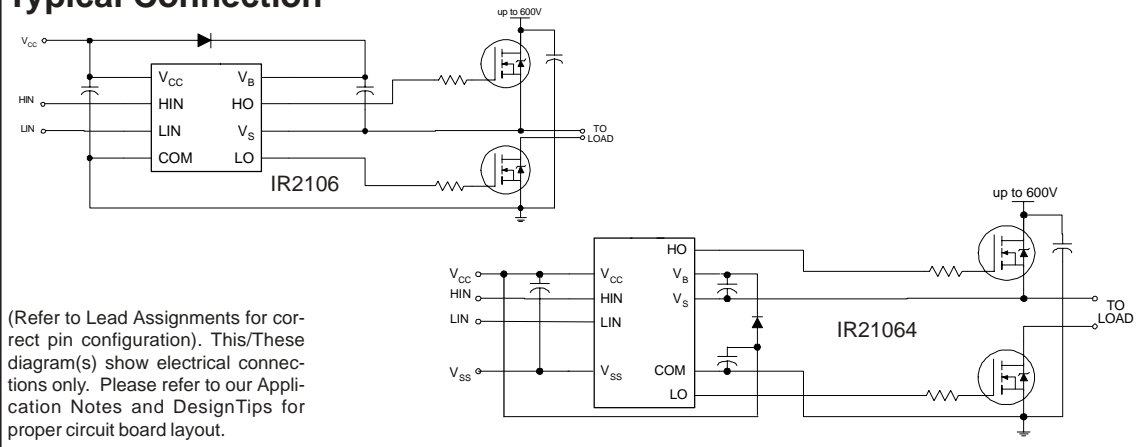 Typical Connection
up to 600V
VCC
VCC VB
HIN HIN HO
LIN LIN VS TO
LOAD
COM LO
IR2106
up to 600V
HO
VCC VCC VB
HIN HIN VS TO
LOAD
LIN LIN IR21064
VSS VSS COM
LO
(Refer to Lead Assignments for cor-
rect pin configuration). This/These
diagram(s) show electrical connec-
tions only. Please refer to our Appli-
cation Notes and DesignTips for
proper circuit board layout.